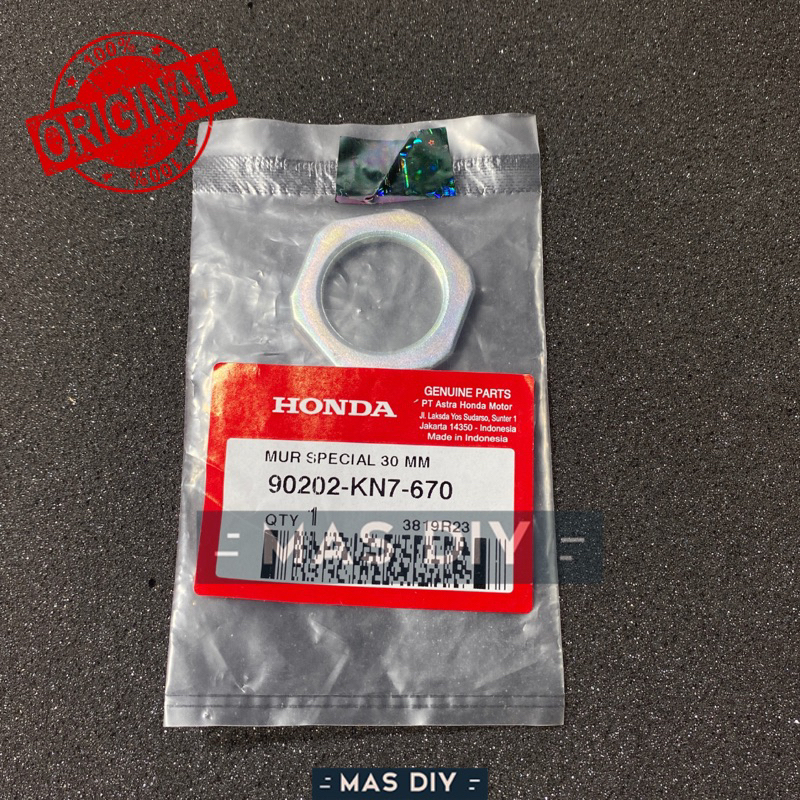 100%
ORIGINAL
100%
HONDA
GENUINE PARTS
PT Astra Honda Motor
Jl. Laksda Yos Sudarso, Sunter 1
Jakarta 14350 - Indonesia
Made in Indonesia
MUR SPECIAL 30 MM
90202-KN7-670
QTY 1
3819R23
= MAS DIY =
= MAS DIY =